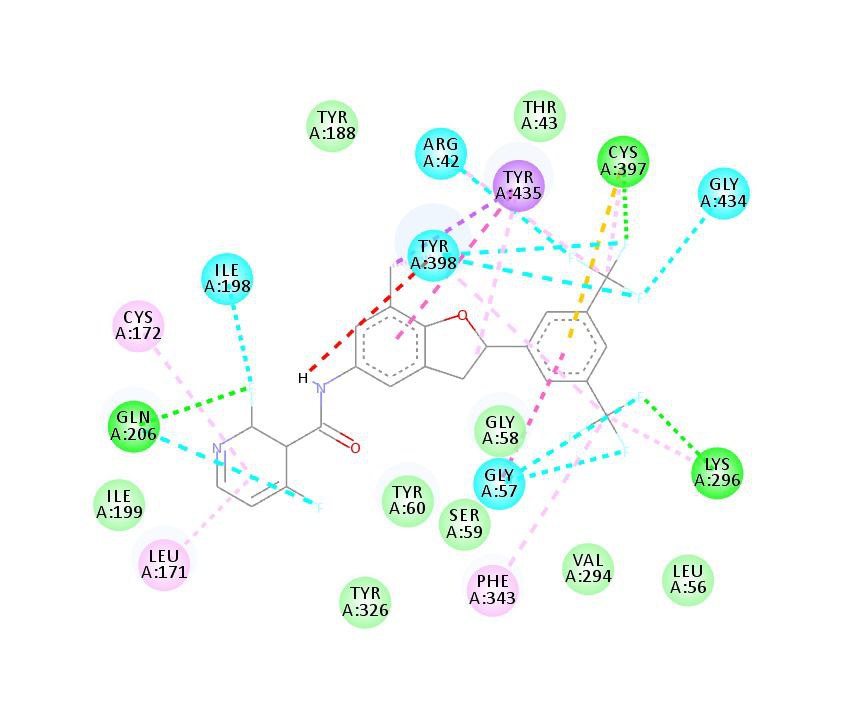 THR
A:43
TYR
A:188
ARG
A:42
CYS
A:397
TYR
A:435
GLY
A:434
TYR
A:398
ILE
A:198
CYS
A:172
O
H
N
GLN
A:206
GLY
A:58
N
O
LYS
A:296
GLY
A:57
ILE
A:199
TYR
A:60
F
SER
A:59
LEU
A:171
VAL
A:294
LEU
A:56
PHE
A:343
TYR
A:326